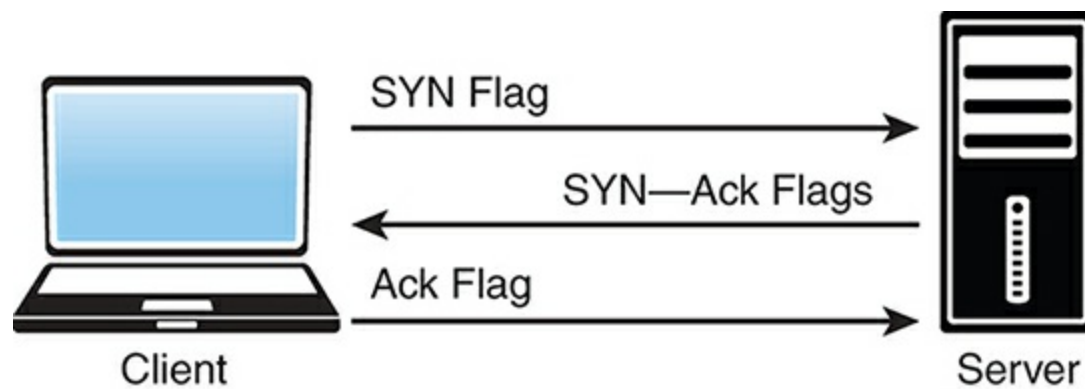 SYN Flag
SYN—Ack Flags
Ack Flag
Client
Server